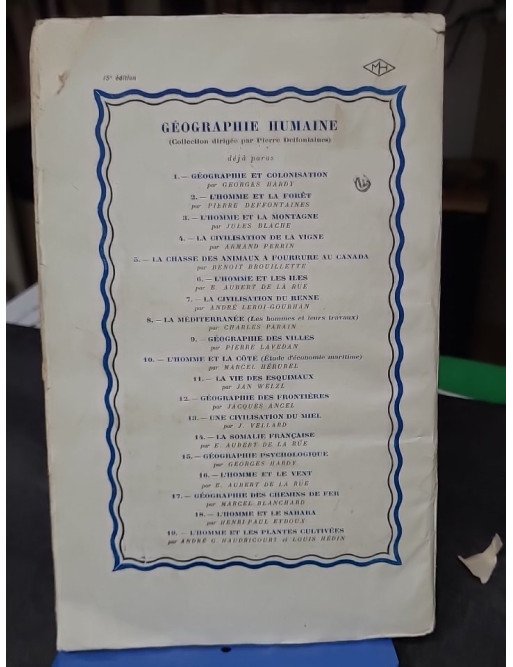 15e édition
MH
GÉOGRAPHIE HUMAINE
(Collection dirigée par Pierre Deffontaines)
déjà parus
1. — GÉOGRAPHIE ET COLONISATION
par GEORGES HARDY
2. — L'HOMME ET LA FORÊT
par PIERRE DEFFONTAINES
3. — L'HOMME ET LA MONTAGNE
par JULES BLACHE
4. — LA CIVILISATION DE LA VIGNE
par ARMAND PERRIN
5. — LA CHASSE DES ANIMAUX A FOURRURE AU CANADA
par BENOIT BROUILLETTE
6. — L'HOMME ET LES ILES
par E. AUBERT DE LA RUE
7. — LA CIVILISATION DU RENNE
par ANDRÉ LEROI-GOURHAN
8. — LA MÉDITERRANÉE (Les hommes et leurs travaux)
par CHARLES PARAIN
9. — GÉOGRAPHIE DES VILLES
par PIERRE LAVEDAN
10. — L'HOMME ET LA CÔTE (Étude d'économie maritime)
par MARCEL HÉRUBEL
11. — LA VIE DES ESQUIMAUX
par JAN WELZL
12. — GÉOGRAPHIE DES FRONTIÈRES
par JACQUES ANCEL
13. — UNE CIVILISATION DU MIEL
par J. VELLARD
14. — LA SOMALIE FRANÇAISE
par E. AUBERT DE LA RÜE
15. — GÉOGRAPHIE PSYCHOLOGIQUE
par GEORGES HARDY
16. — L'HOMME ET LE VENT
par E. AUBERT DE LA RUE
17. — GÉOGRAPHIE DES CHEMINS DE FER
par MARCEL BLANCHARD
18. — L'HOMME ET LE SAHARA
par HENRI-PAUL EYDOUX
19. — L'HOMME ET LES PLANTES CULTIVÉES
par ANDRÉ G. HAUDRICOURT et LOUIS HÉDIN